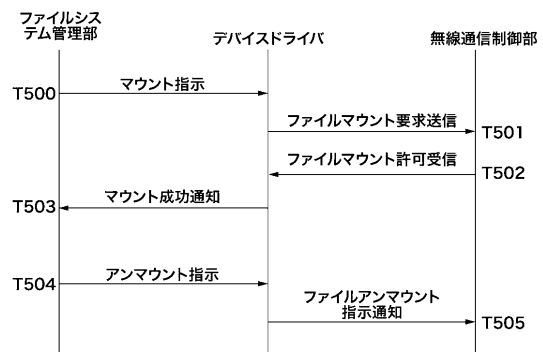 ファイルシス
テム管理部
デバイスドライバ
無線通信制御部
T500
マウント指示
ファイルマウント要求送信
T501
ファイルマウント許可受信
T502
T503
マウント成功通知
T504
アンマウント指示
ファイルアンマウント
指示通知
T505